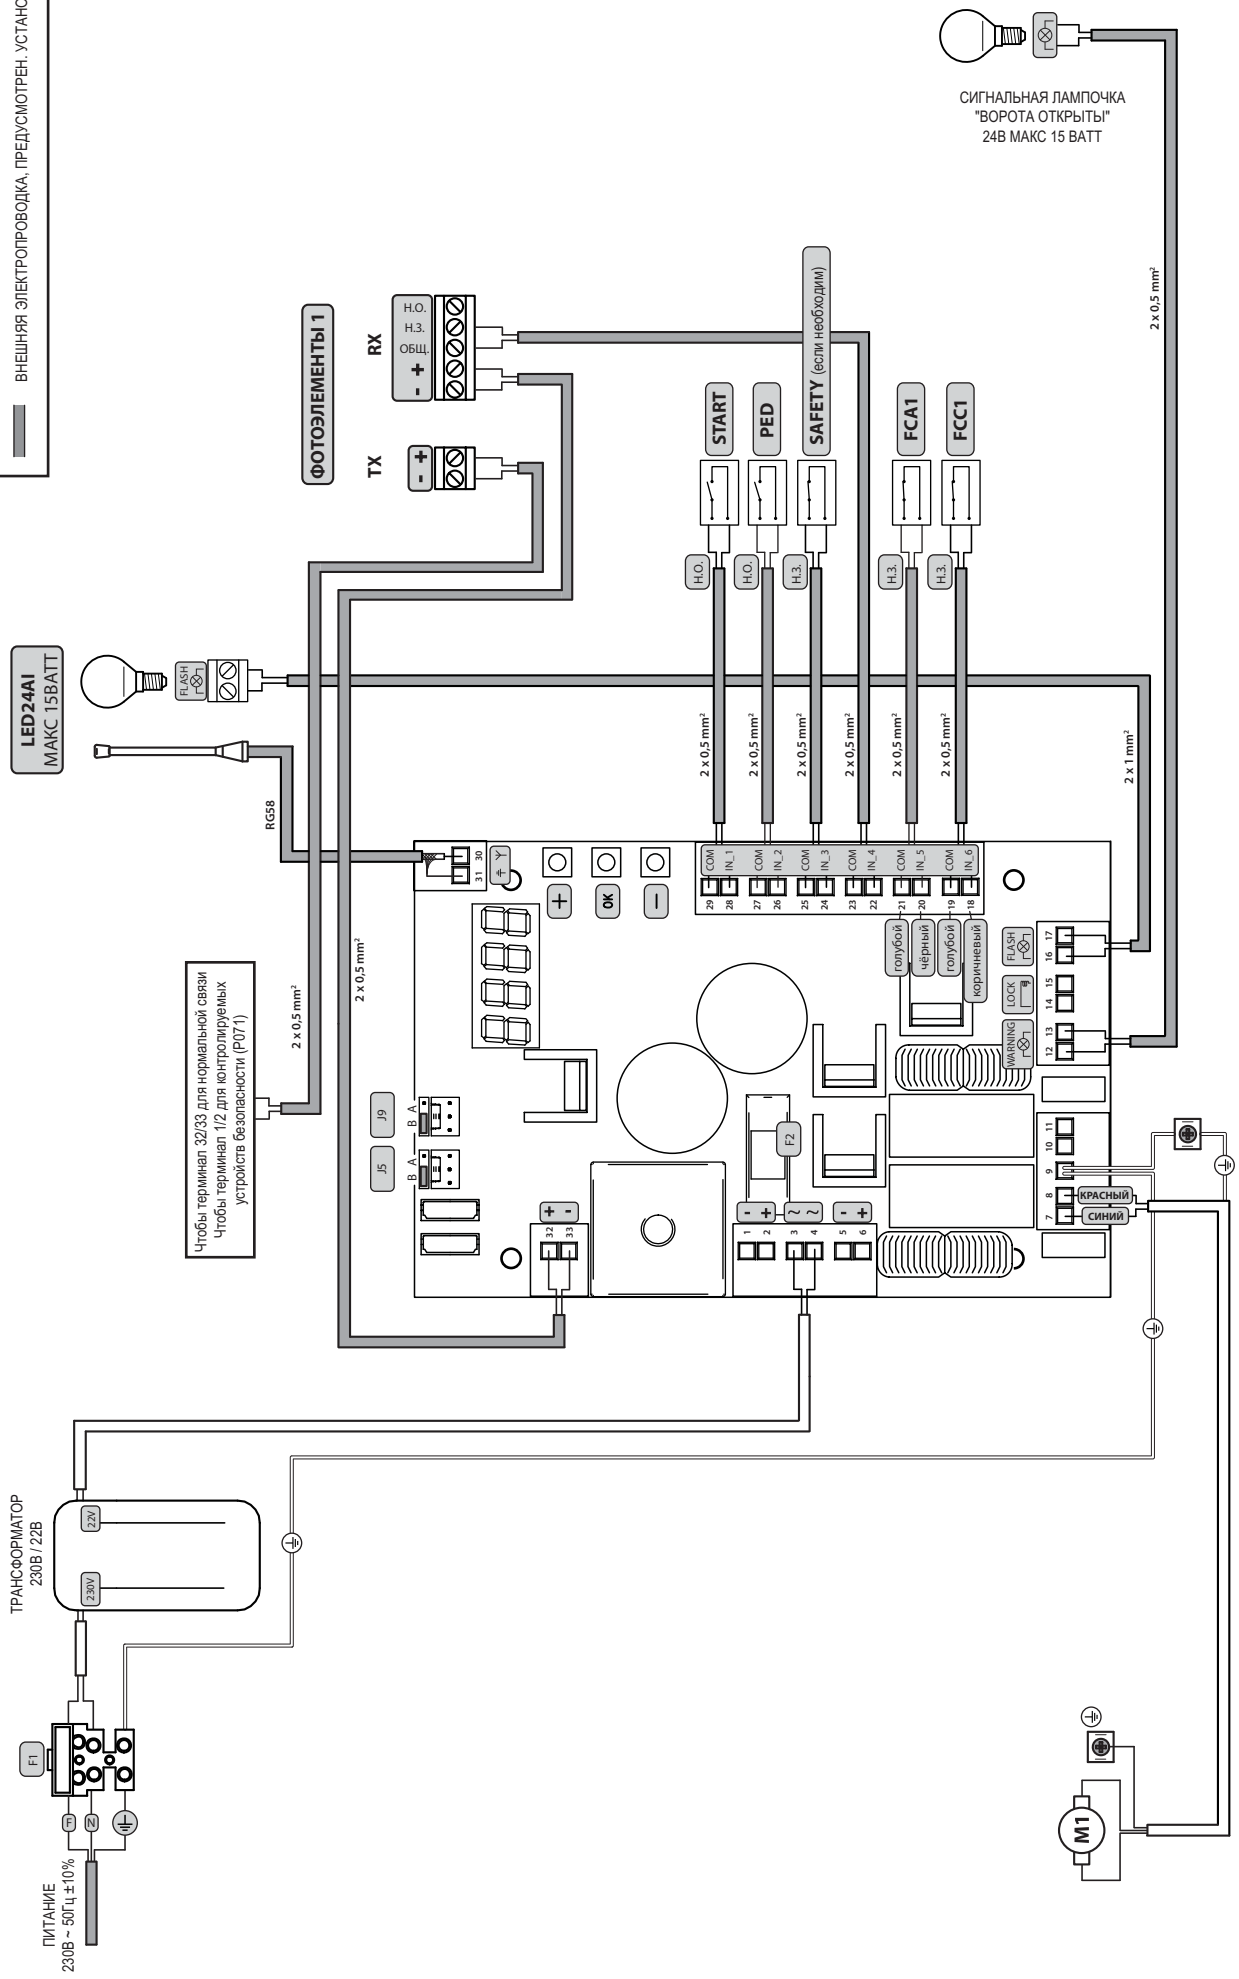 ВНЕШНЯЯ ЭЛЕКТРОПРОВОДКА, ПРЕДУСМОТРЕН. УСТАНО
СИГНАЛЬНАЯ ЛАМПОЧКА
"ВОРОТА ОТКРЫТЫ"
24В МАКС 15 ВАТТ
2 x 0,5 mm²
LED24AI
МАКС 15ВАТТ
FLASH
RG58
ФОТОЭЛЕМЕНТЫ 1
TX
- +
RX
- + ОБЩ. Н.З. Н.О.
Чтобы терминал 32/33 для нормальной связи
Чтобы терминал 1/2 для контролируемых
устройств безопасности (P071)
2 x 0,5 mm²
2 x 0,5 mm²
START
Н.О.
PED
Н.О.
SAFETY (если необходим)
Н.З.
FCA1
Н.З.
FCC1
Н.З.
2 x 0,5 mm²
2 x 0,5 mm²
2 x 0,5 mm²
2 x 0,5 mm²
2 x 0,5 mm²
2 x 0,5 mm²
2 x 1 mm²
31 30
+
OK
-
29 COM
28 IN_1
27 COM
26 IN_2
25 COM
24 IN_3
23 COM
22 IN_4
21 COM
20 IN_5
19 COM
18 IN_6
голубой
чёрный
голубой
коричневый
J5
B A
J9
B A
32 +
33 -
F2
1 -
2 +
3 ~
4 ~
5 -
6 +
7 8 9 10 11
СИНИЙ
КРАСНЫЙ
WARNING
LOCK
FLASH
12 13 14 15 16 17
ТРАНСФОРМАТОР
230В / 22В
230V
22V
F1
F
N
ПИТАНИЕ
230В ~ 50Гц ±10%
M1